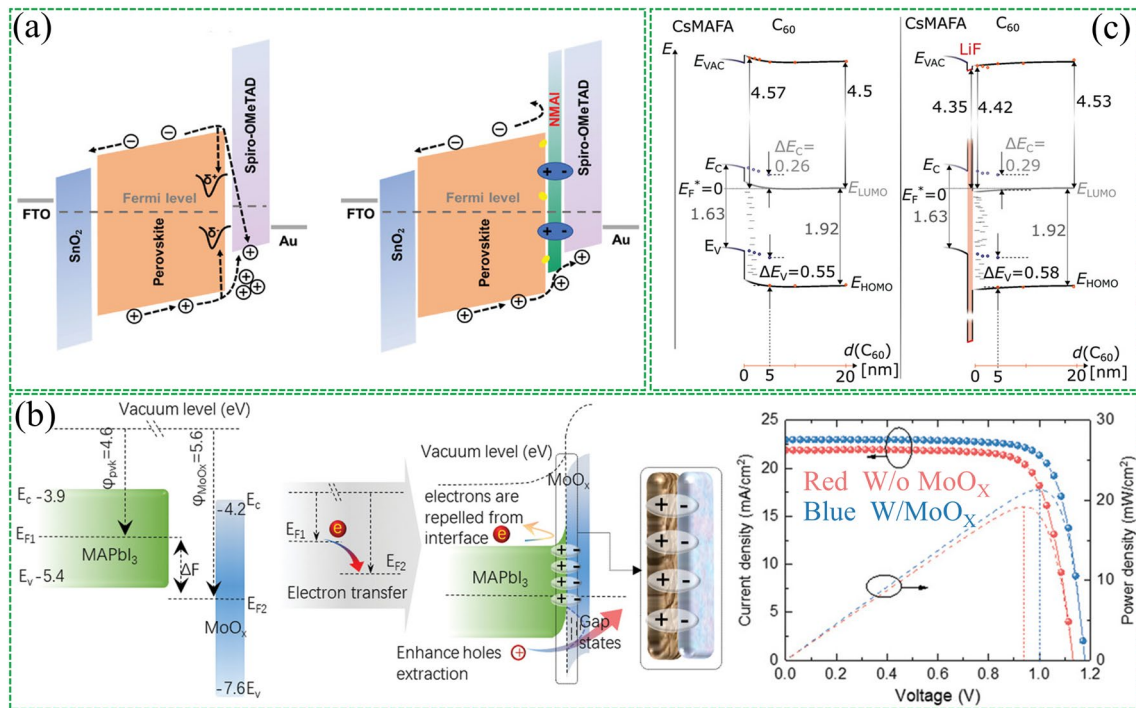 (a)
FTO
SnO2
Perovskite
Fermi level
δ+
δ-
Spiro-OMeTAD
Au
FTO
SnO2
Perovskite
Fermi level
NMAI
Spiro-OMeTAD
Au
(c)
CsMAFA C60
E
EVAC
4.57
4.5
ΔEC=
0.26
EC
EF*=0
ELUMO
1.63
1.92
EV
ΔEV=0.55
EHOMO
d(C60)
0 5 20 [nm]
CsMAFA C60
LiF
EVAC
4.35
4.42
4.53
ΔEC=
0.29
EC
EF*=0
ELUMO
1.63
1.92
EV
ΔEV=0.58
EHOMO
d(C60)
0 5 20 [nm]
(b)
Vacuum level (eV)
φpvk=4.6
φMoOx=5.6
EC -3.9
EF1
EV -5.4
MAPbI3
ΔF
-4.2 EC
EF2
MoOx
-7.6 EV
EF1
e
EF2
Electron transfer
Vacuum level (eV)
MoOx
electrons are
repelled from
interface
e
MAPbI3
Gap
states
Enhance holes
extraction
Current density (mA/cm2)
25
20
15
10
5
0
Red W/o MoOX
Blue W/MoOX
0.0 0.2 0.4 0.6 0.8 1.0 1.2
Voltage (V)
30
20
10
0
Power density (mW/cm2)